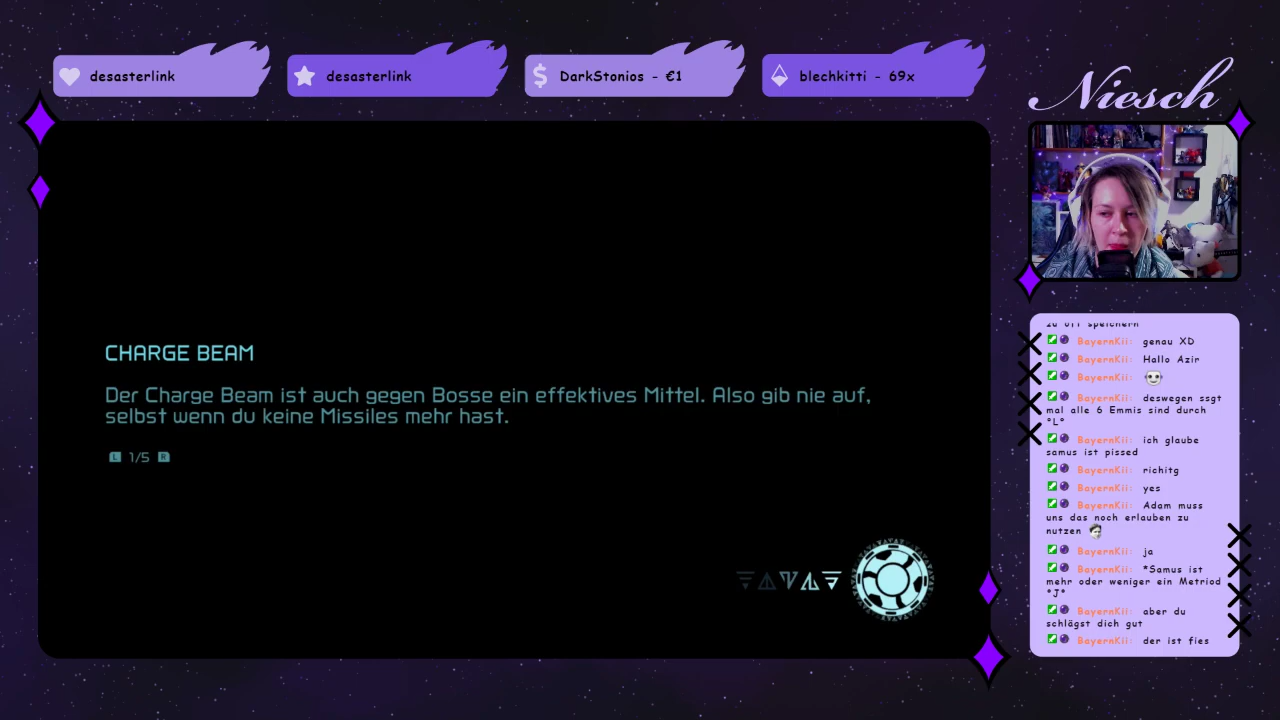 desasterlink
desasterlink
DarkStonios - €1
blechkitti - 69x
Niesch
CHARGE BEAM
Der Charge Beam ist auch gegen Bosse ein effektives Mittel. Also gib nie auf,
selbst wenn du keine Missiles mehr hast.
L 1/5 R
zu oft speichern
BayernKii: genau XD
BayernKii: Hallo Azir
BayernKii:
BayernKii: deswegen ssgt
mal alle 6 Emmis sind durch
°L°
BayernKii: ich glaube
samus ist pissed
BayernKii: richitg
BayernKii: yes
BayernKii: Adam muss
uns das noch erlauben zu
nutzen
BayernKii: ja
BayernKii: *Samus ist
mehr oder weniger ein Metriod
°J°
BayernKii: aber du
schlägst dich gut
BayernKii: der ist fies